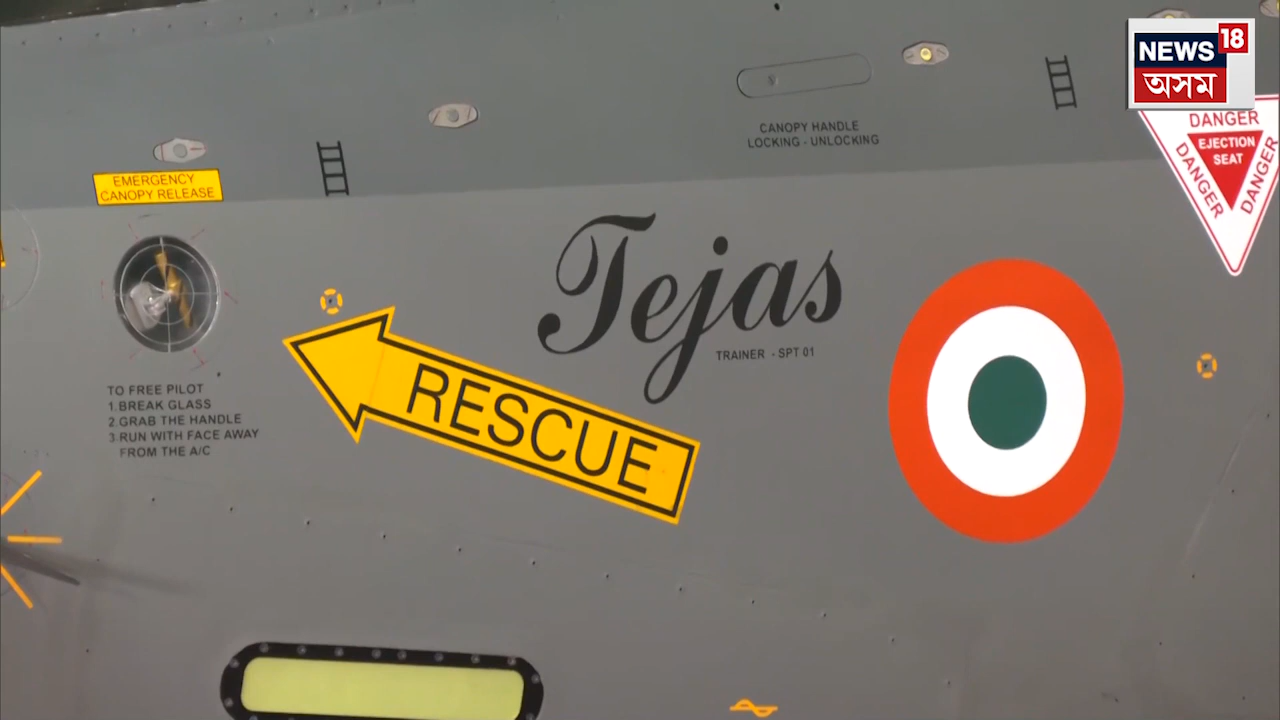 NEWS 18
অসম
CANOPY HANDLE
LOCKING - UNLOCKING
DANGER
EJECTION
SEAT
DANGER
DANGER
EMERGENCY
CANOPY RELEASE
Tejas
TRAINER - SPT 01
RESCUE
TO FREE PILOT
1.BREAK GLASS
2.GRAB THE HANDLE
3.RUN WITH FACE AWAY
FROM THE A/C